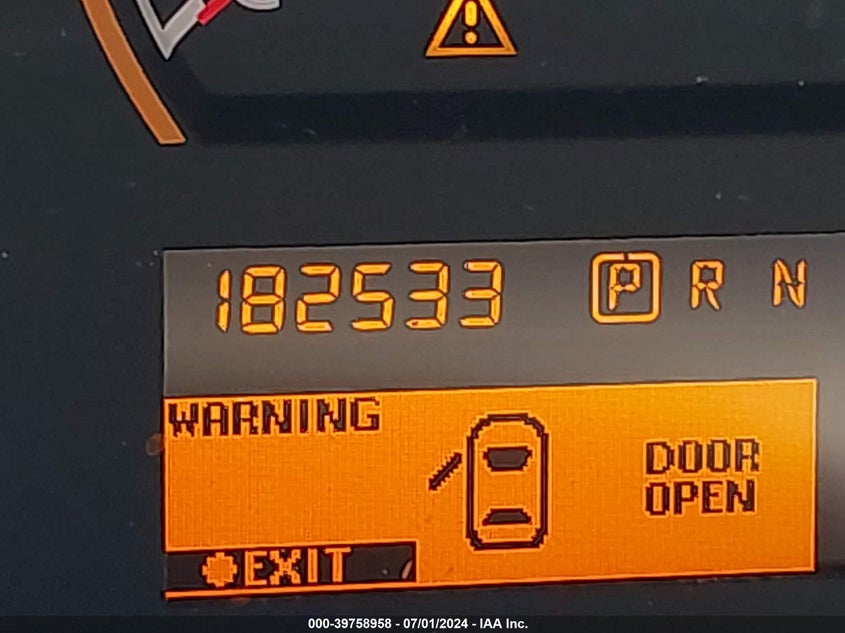 182533 P R N
WARNING
DOOR
OPEN
EXIT
000-39758958 - 07/01/2024 - IAA Inc.